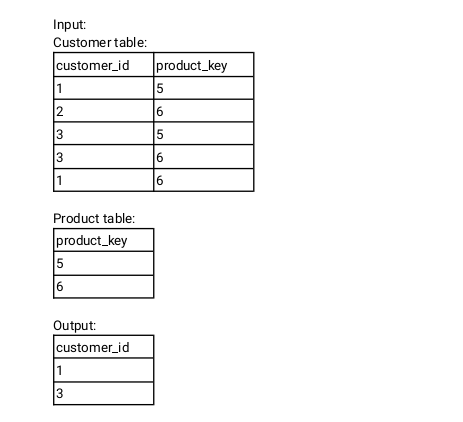 Input:
Customer table:
customer_id product_key
1 5
2 6
3 5
3 6
1 6
Product table:
product_key
5
6
Output:
customer_id
1
3